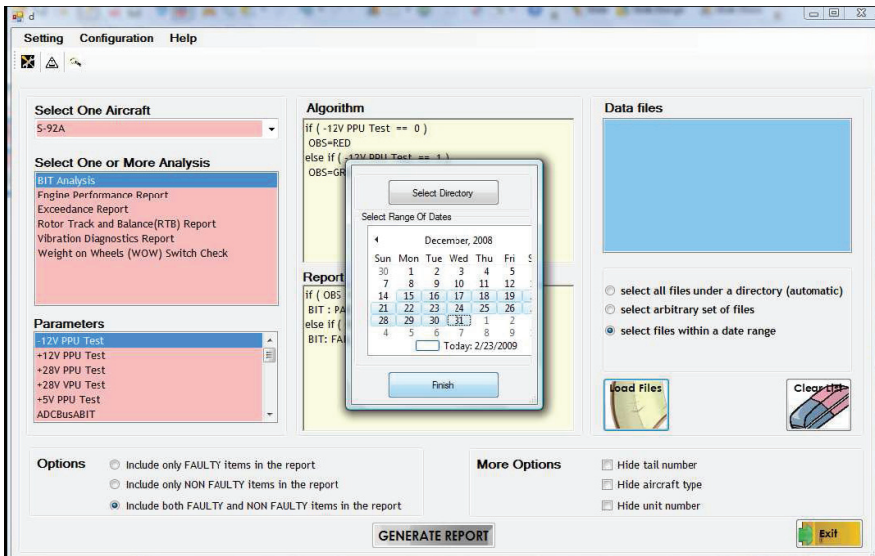 d
Setting Configuration Help
Select One Aircraft
S-92A
Select One or More Analysis
BIT Analysis
Engine Performance Report
Exceedance Report
Rotor Track and Balance(RTB) Report
Vibration Diagnostics Report
Weight on Wheels (WOW) Switch Check
Parameters
-12V PPU Test
+12V PPU Test
+28V PPU Test
+28V VPU Test
+5V PPU Test
ADCBusABIT
Algorithm
if ( -12V PPU Test == 0 )
OBS=RED
else if ( -12V PPU Test == 1 )
OBS=GR
Report
if ( OBS
BIT : PA
else if (
BIT: FAI
Select Directory
Select Range Of Dates
December, 2008
Sun Mon Tue Wed Thu Fri S
30 1 2 3 4 5
7 8 9 10 11 12
14 15 16 17 18 19
21 22 23 24 25 26
28 29 30 31 1 2
4 5 6 7 8 9
Today: 2/23/2009
Finish
Data files
select all files under a directory (automatic)
select arbitrary set of files
select files within a date range
Load Files
Clear List
Options
Include only FAULTY items in the report
Include only NON FAULTY items in the report
Include both FAULTY and NON FAULTY items in the report
More Options
Hide tail number
Hide aircraft type
Hide unit number
GENERATE REPORT
Exit